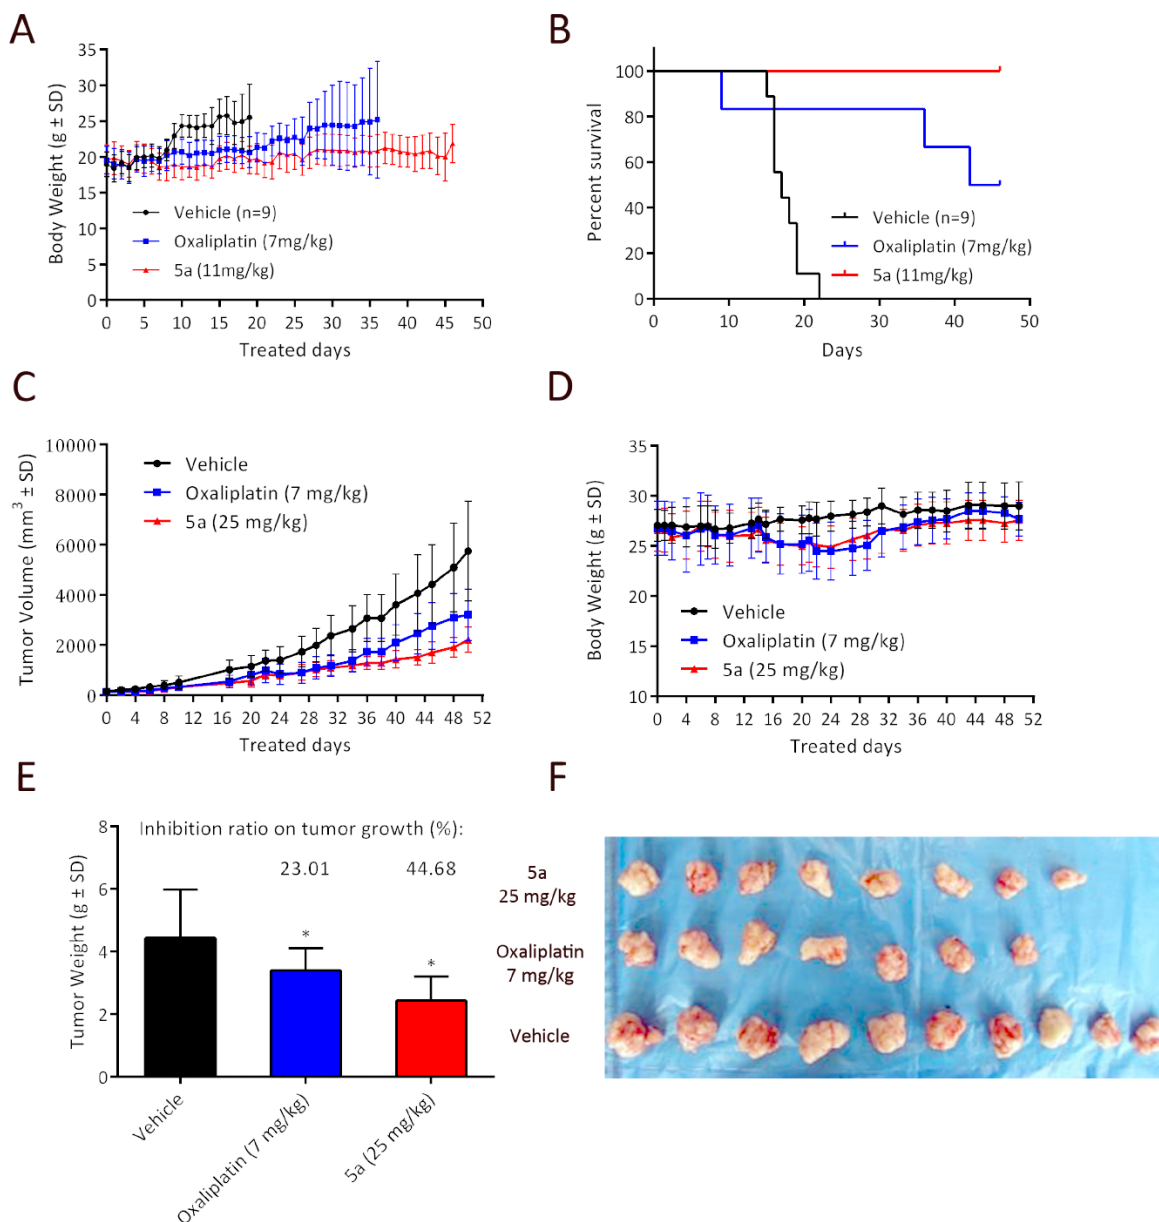 A
Body Weight (g ± SD)
35
30
25
20
15
10
5
0
Vehicle (n=9)
Oxaliplatin (7mg/kg)
5a (11mg/kg)
0 5 10 15 20 25 30 35 40 45 50
Treated days
B
Percent survival
100
80
60
40
20
0
Vehicle (n=9)
Oxaliplatin (7mg/kg)
5a (11mg/kg)
0 10 20 30 40 50
Days
C
Tumor Volume (mm³ ± SD)
10000
8000
6000
4000
2000
0
Vehicle
Oxaliplatin (7 mg/kg)
5a (25 mg/kg)
0 4 8 12 16 20 24 28 32 36 40 44 48 52
Treated days
D
Body Weight (g ± SD)
35
30
25
20
15
10
Vehicle
Oxaliplatin (7 mg/kg)
5a (25 mg/kg)
0 4 8 12 16 20 24 28 32 36 40 44 48 52
Treated days
E
Tumor Weight (g ± SD)
8
6
4
2
0
Inhibition ratio on tumor growth (%):
23.01 44.68
* *
Vehicle
Oxaliplatin (7 mg/kg)
5a (25 mg/kg)
F
5a
25 mg/kg
Oxaliplatin
7 mg/kg
Vehicle